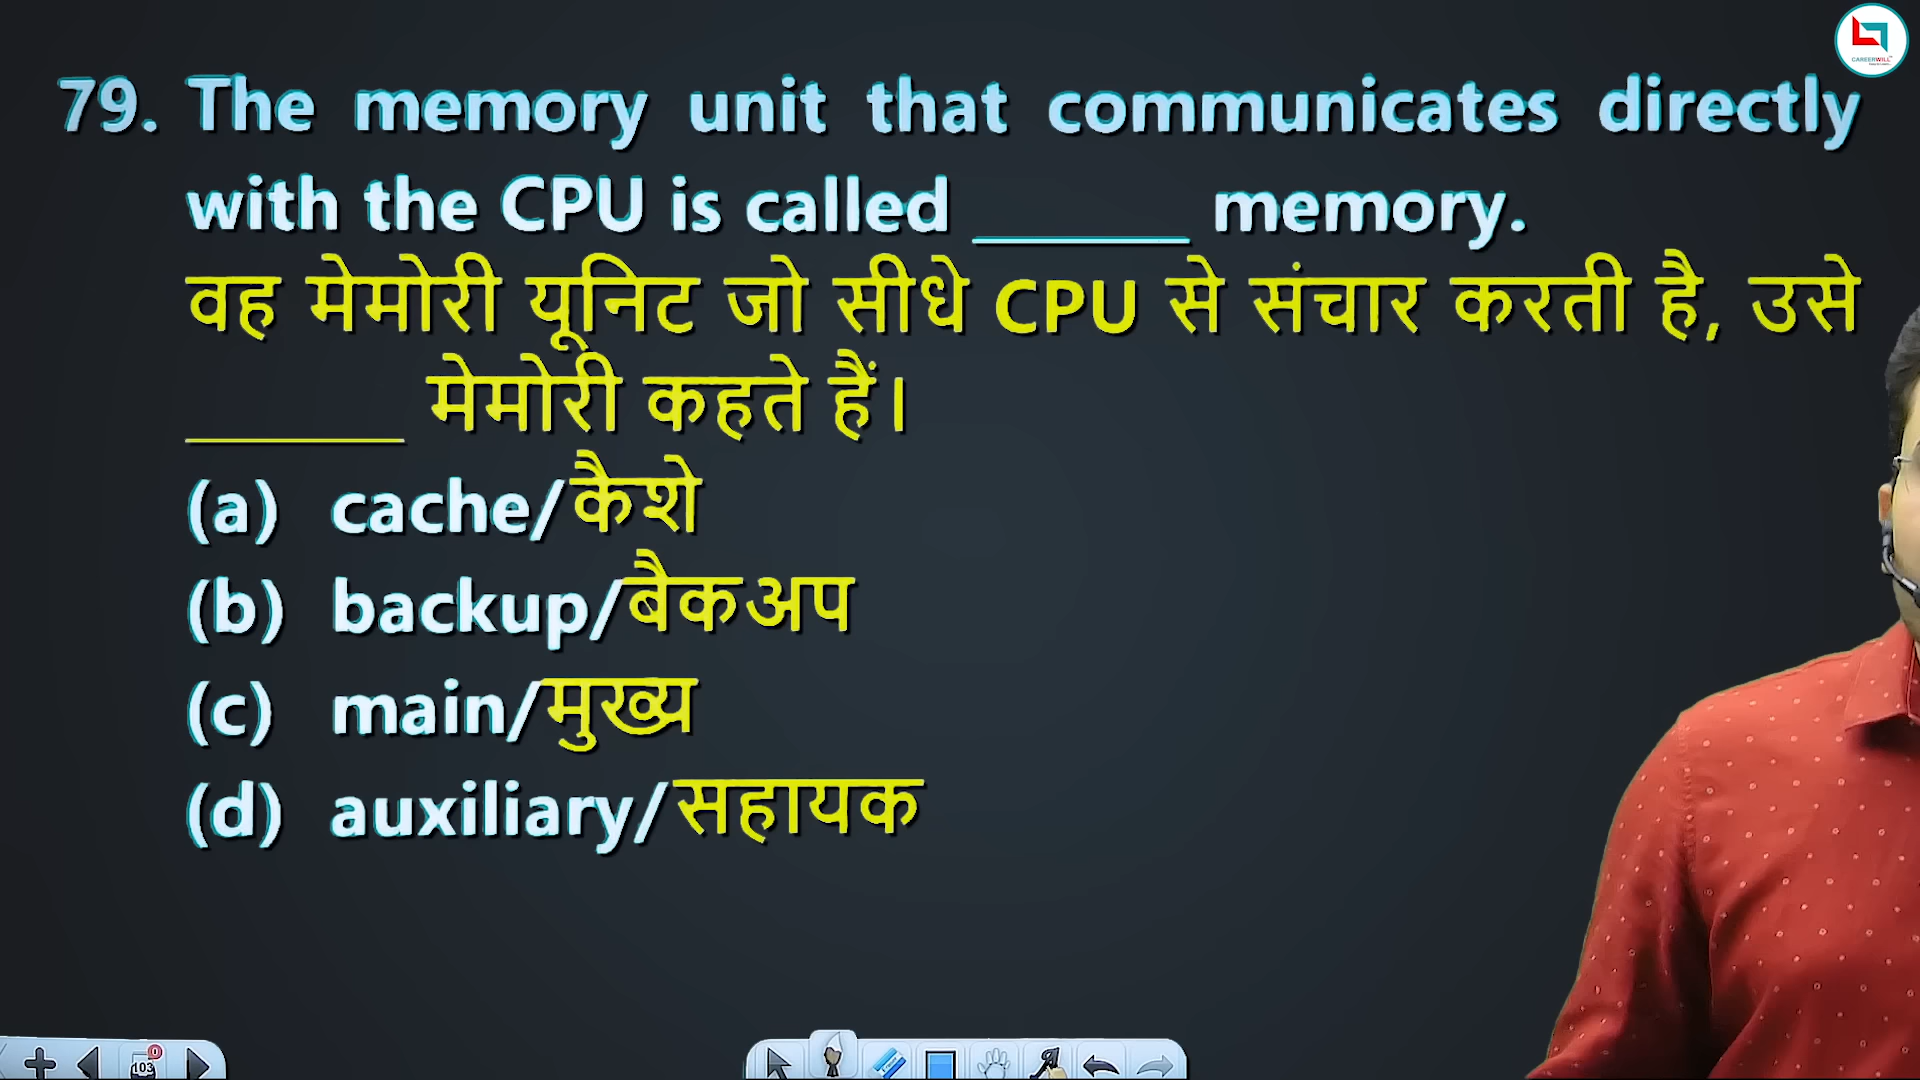 CAREERWILL
79. The memory unit that communicates directly
with the CPU is called ______ memory.
वह मेमोरी यूनिट जो सीधे CPU से संचार करती है, उसे
______ मेमोरी कहते हैं।
(a) cache/कैशे
(b) backup/बैकअप
(c) main/मुख्य
(d) auxiliary/सहायक
103